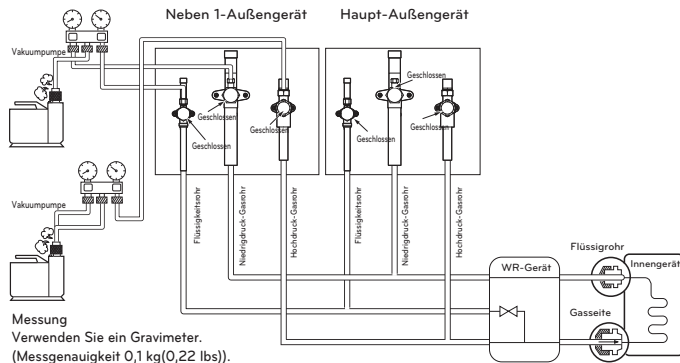 Neben 1-Außengerät
Haupt-Außengerät
Vakuumpumpe
Geschlossen
Geschlossen
Geschlossen
Geschlossen
Geschlossen
Geschlossen
Vakuumpumpe
Flüssigkeitsrohr
Niedrigdruck-Gasrohr
Hochdruck-Gasrohr
Flüssigkeitsrohr
Niedrigdruck-Gasrohr
Hochdruck-Gasrohr
Flüssigrohr
WR-Gerät
Innengerät
Gasseite
Messung
Verwenden Sie ein Gravimeter.
(Messgenauigkeit 0,1 kg(0,22 lbs)).